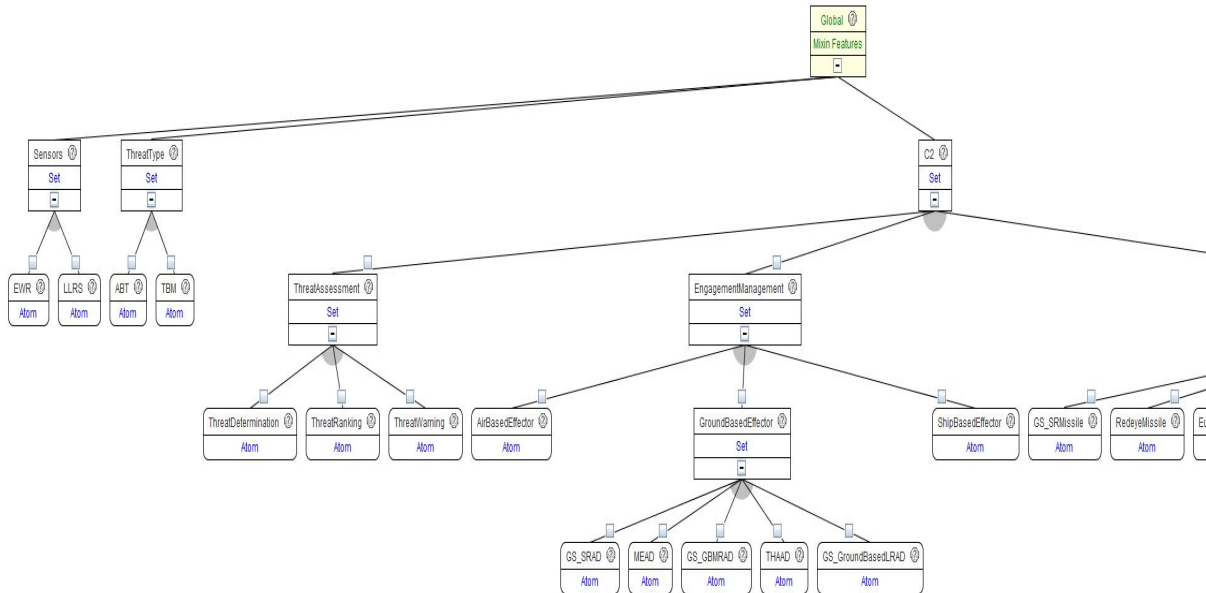 Global
Mixin Features
Sensors
Set
ThreatType
Set
C2
Set
EWR
Atom
LLRS
Atom
ABT
Atom
TBM
Atom
ThreatAssessment
Set
EngagementManagement
Set
ThreatDetermination
Atom
ThreatRanking
Atom
ThreatWarning
Atom
AirBasedEffector
Atom
GroundBasedEffector
Set
ShipBasedEffector
Atom
GS_SRMissile
Atom
RedeyeMissile
Atom
GS_SRAD
Atom
MEAD
Atom
GS_GBMRAD
Atom
THAAD
Atom
GS_GroundBasedLRAD
Atom